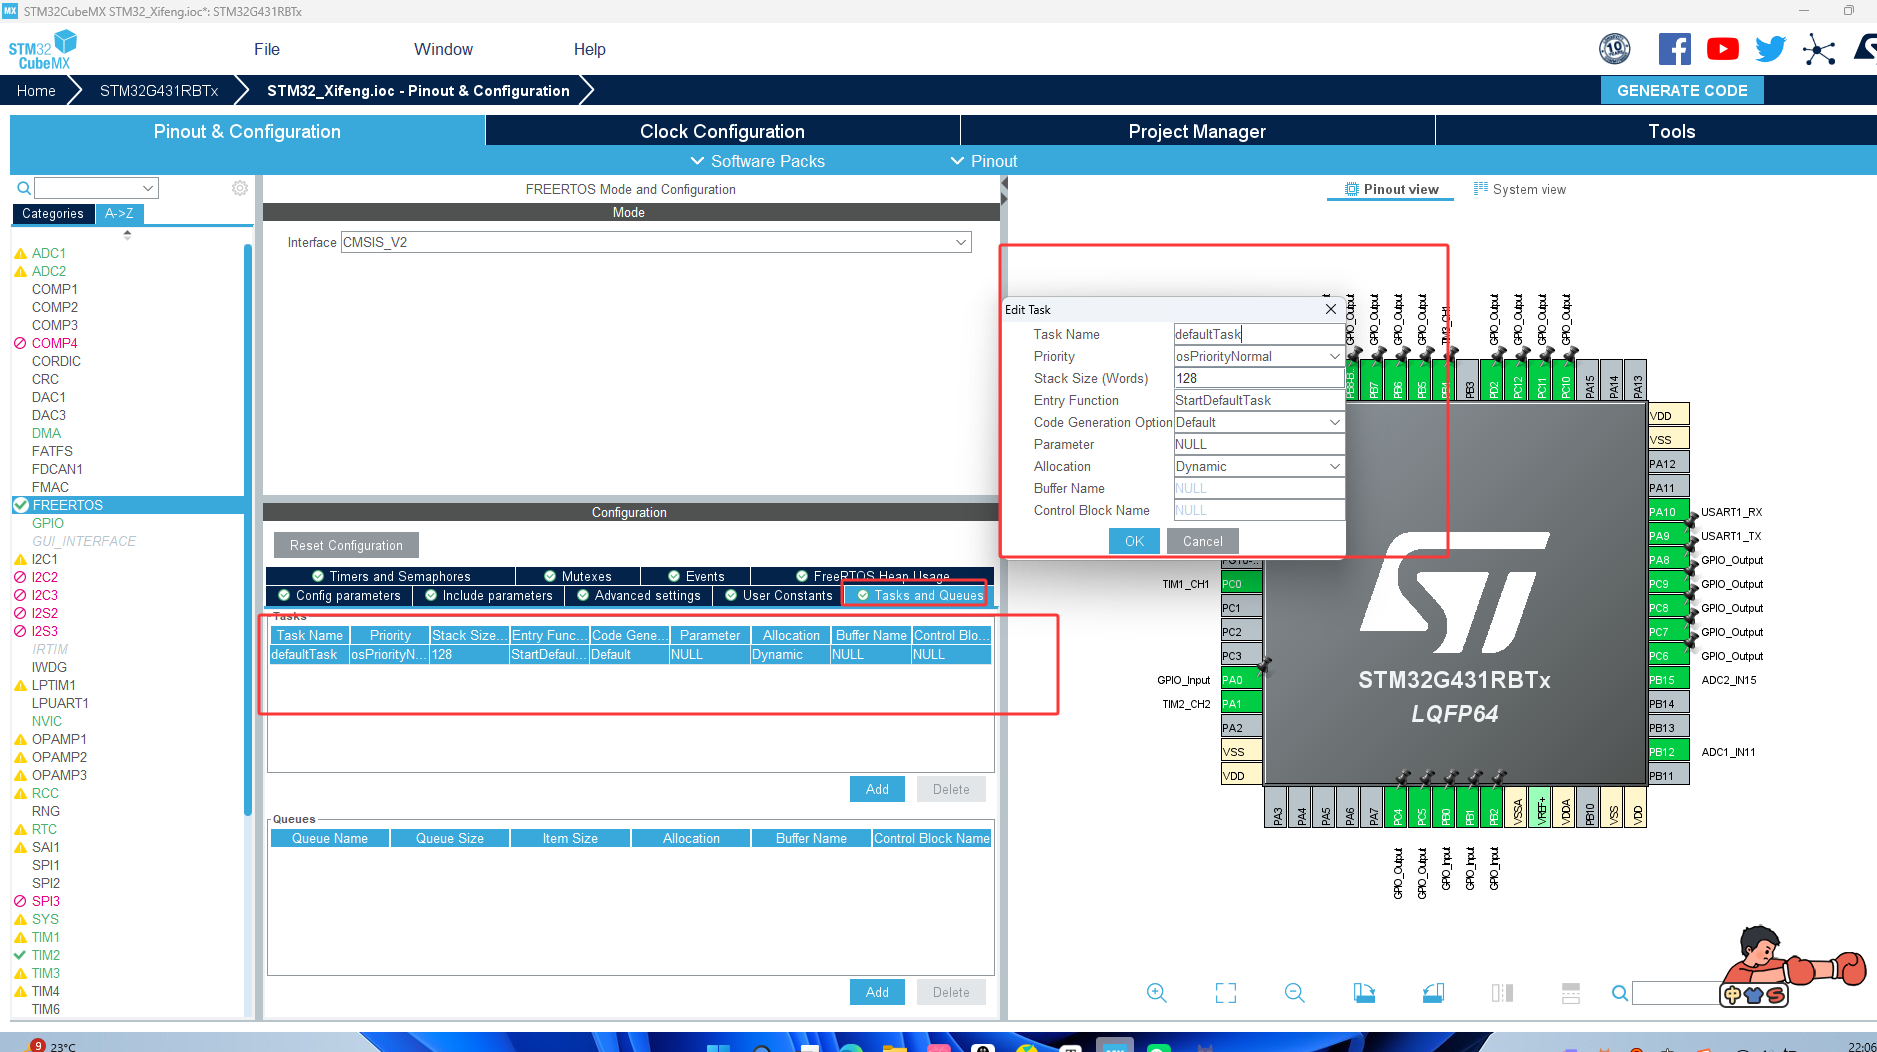 MX STM32CubeMX STM32_Xifeng.ioc*: STM32G431RBTx
STM32
CubeMX
File
Window
Help
10
Home
STM32G431RBTx
STM32_Xifeng.ioc - Pinout & Configuration
GENERATE CODE
Pinout & Configuration
Clock Configuration
Project Manager
Tools
Software Packs
Pinout
Categories
A->Z
ADC1
ADC2
COMP1
COMP2
COMP3
COMP4
CORDIC
CRC
DAC1
DAC3
DMA
FATFS
FDCAN1
FMAC
FREERTOS
GPIO
GUI_INTERFACE
I2C1
I2C2
I2C3
I2S2
I2S3
IRTIM
IWDG
LPTIM1
LPUART1
NVIC
OPAMP1
OPAMP2
OPAMP3
RCC
RNG
RTC
SAI1
SPI1
SPI2
SPI3
SYS
TIM1
TIM2
TIM3
TIM4
TIM6
FREERTOS Mode and Configuration
Mode
Interface CMSIS_V2
Configuration
Reset Configuration
Timers and Semaphores
Mutexes
Events
FreeRTOS Heap Usage
Config parameters
Include parameters
Advanced settings
User Constants
Tasks and Queues
Tasks
Task Name Priority Stack Size... Entry Func... Code Gene... Parameter Allocation Buffer Name Control Blo...
defaultTask osPriorityN... 128 StartDefaul... Default NULL Dynamic NULL NULL
Add
Delete
Queues
Queue Name Queue Size Item Size Allocation Buffer Name Control Block Name
Add
Delete
Pinout view
System view
Edit Task
Task Name defaultTask
Priority osPriorityNormal
Stack Size (Words) 128
Entry Function StartDefaultTask
Code Generation Option Default
Parameter NULL
Allocation Dynamic
Buffer Name NULL
Control Block Name NULL
OK
Cancel
GPIO_Output
GPIO_Output
GPIO_Output
GPIO_Output
TIM3_CH1
GPIO_Output
GPIO_Output
GPIO_Output
GPIO_Output
PB8-B..
PB7
PB6
PB5
PB4
PB3
PD2
PC12
PC11
PC10
PA15
PA14
PA13
VDD
VSS
PA12
PA11
PA10 USART1_RX
PA9 USART1_TX
PA8 GPIO_Output
PC9 GPIO_Output
PC8 GPIO_Output
PC7 GPIO_Output
PC6 GPIO_Output
PB15 ADC2_IN15
PB14
PB13
PB12 ADC1_IN11
PB11
PG10-...
TIM1_CH1 PC0
PC1
PC2
PC3
GPIO_Input PA0
TIM2_CH2 PA1
PA2
VSS
VDD
ST
STM32G431RBTx
LQFP64
PA3
PA4
PA5
PA6
PA7
PC4
PC5
PB0
PB1
PB2
VSSA
VREF+
VDDA
PB10
VSS
VDD
GPIO_Output
GPIO_Output
GPIO_Input
GPIO_Input
GPIO_Input
中
S
9
23°C
22:06